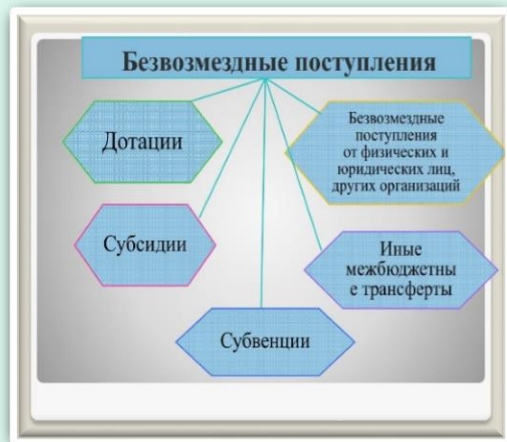 Безвозмездные поступления
Дотации
Безвозмездные
поступления
от физических и
юридических лиц,
других организаций
Субсидии
Иные
межбюджетны
е трансферты
Субвенции